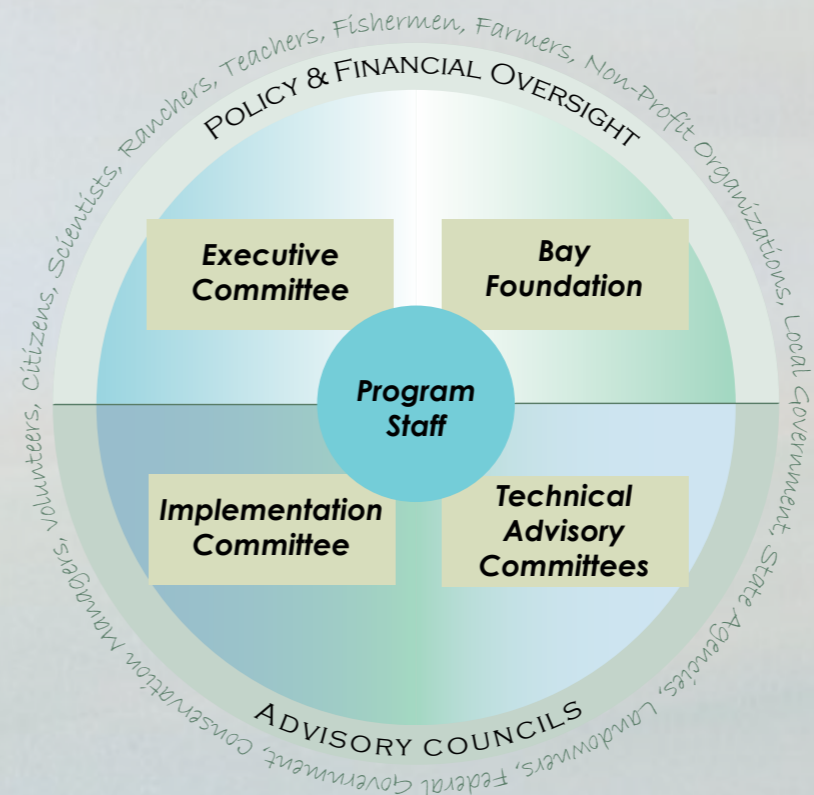 Citizens, Scientists, Ranchers, Teachers, Fishermen, Farmers, Non-Profit Organizations, Local Government, State Agencies, Landowners, Federal Government, Conservation Managers, Volunteers,
POLICY & FINANCIAL OVERSIGHT
Executive
Committee
Bay
Foundation
Program
Staff
Implementation
Committee
Technical
Advisory
Committees
ADVISORY COUNCILS